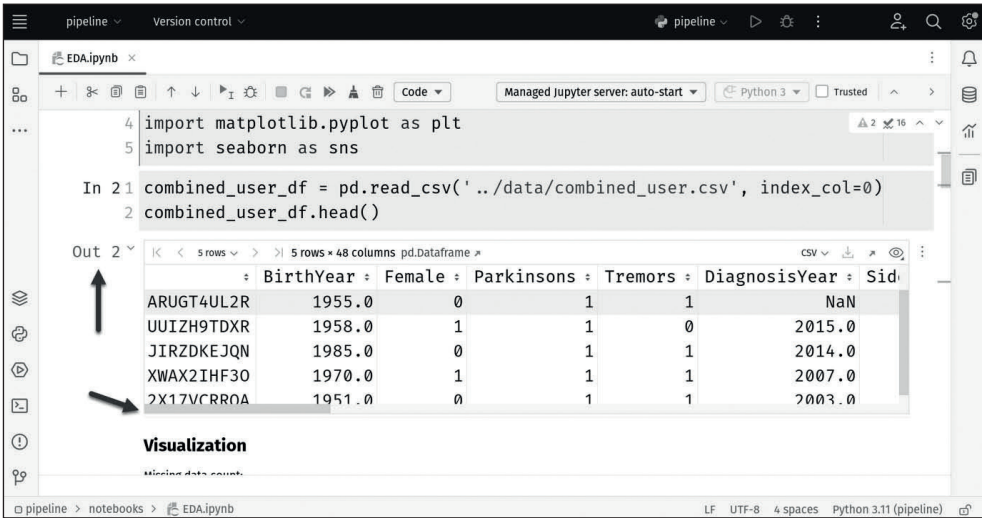 pipeline Version control pipeline
EDA.ipynb
Code Managed Jupyter server: auto-start Python 3 Trusted
4 import matplotlib.pyplot as plt
2 16
5 import seaborn as sns
In 2 1 combined_user_df = pd.read_csv('../data/combined_user.csv', index_col=0)
2 combined_user_df.head()
Out 2 5 rows 5 rows × 48 columns pd.Dataframe CSV
BirthYear Female Parkinsons Tremors DiagnosisYear Sid
ARUGT4UL2R 1955.0 0 1 1 NaN
UUIZH9TDXR 1958.0 1 1 0 2015.0
JIRZDKEJQN 1985.0 0 1 1 2014.0
XWAX2IHF3O 1970.0 1 1 1 2007.0
2X17VCRROA 1951.0 0 1 1 2003.0
Visualization
Missing data count:
pipeline > notebooks > EDA.ipynb LF UTF-8 4 spaces Python 3.11 (pipeline)